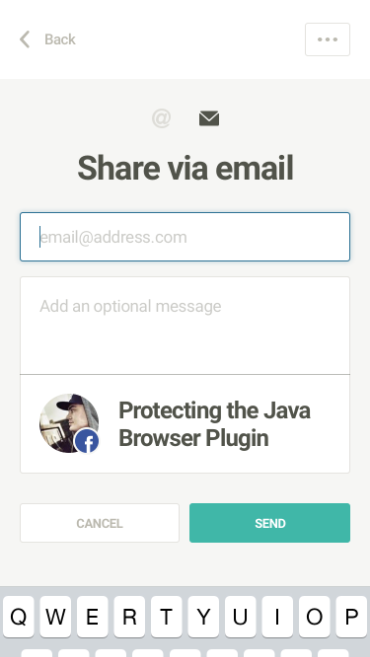 Back
@
Share via email
email@address.com
Add an optional message
f
Protecting the Java
Browser Plugin
CANCEL
SEND
Q W E R T Y U I O P